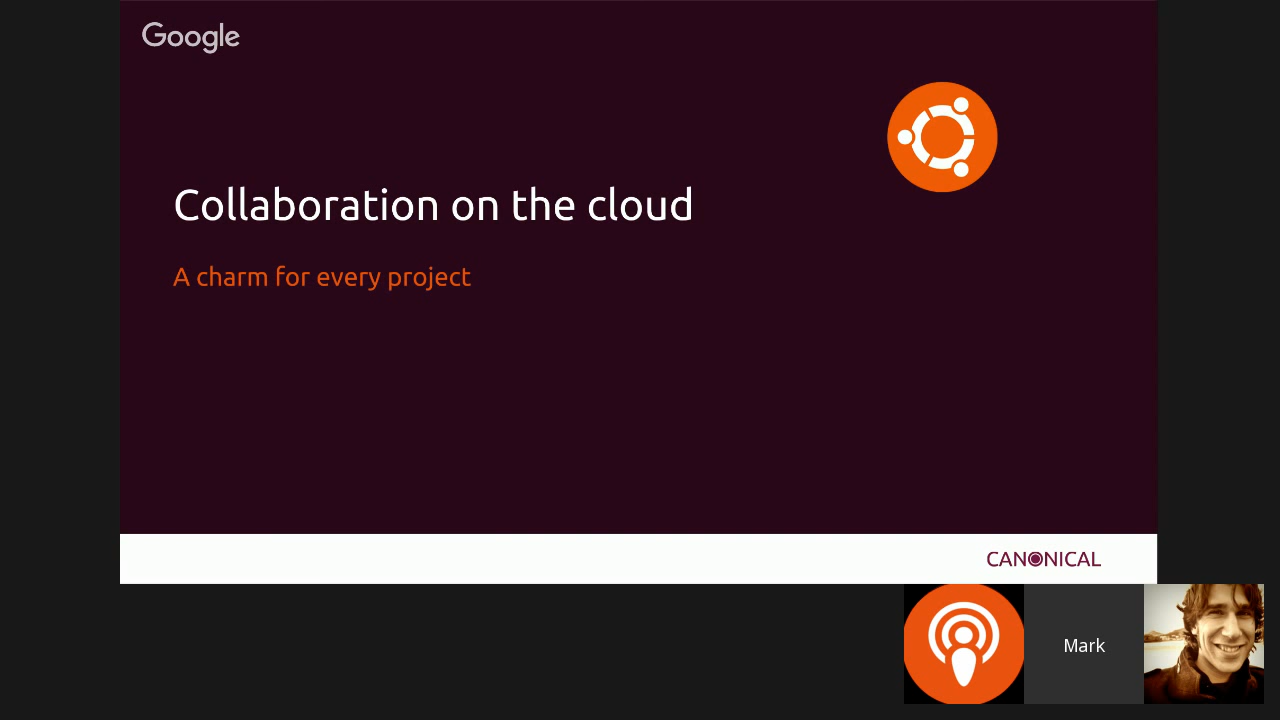 Google
Collaboration on the cloud
A charm for every project
CANONICAL
Mark